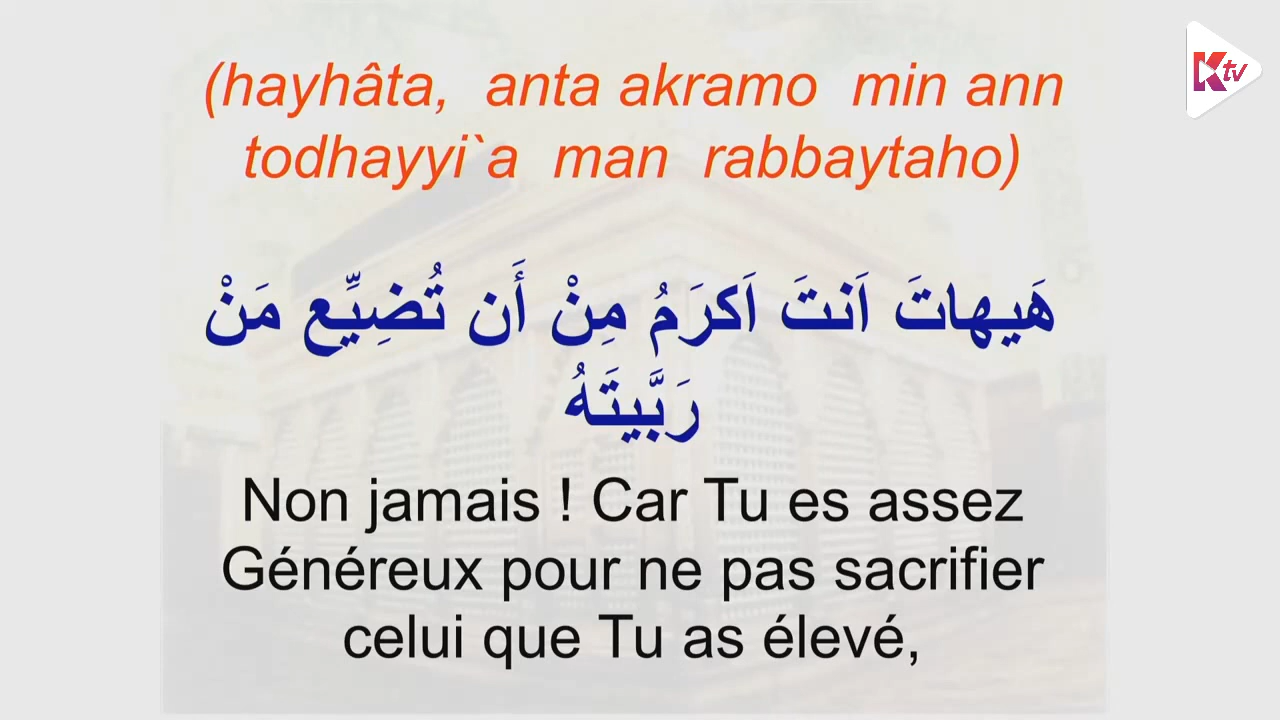 (hayhâta, anta akramo min ann
todhayyi`a man rabbaytaho)
هَيهاتَ اَنتَ اَكرَمُ مِنْ أَن تُضِيِّع مَنْ
رَبَّيتَهُ
Non jamais ! Car Tu es assez
Généreux pour ne pas sacrifier
celui que Tu as élevé,
Ktv